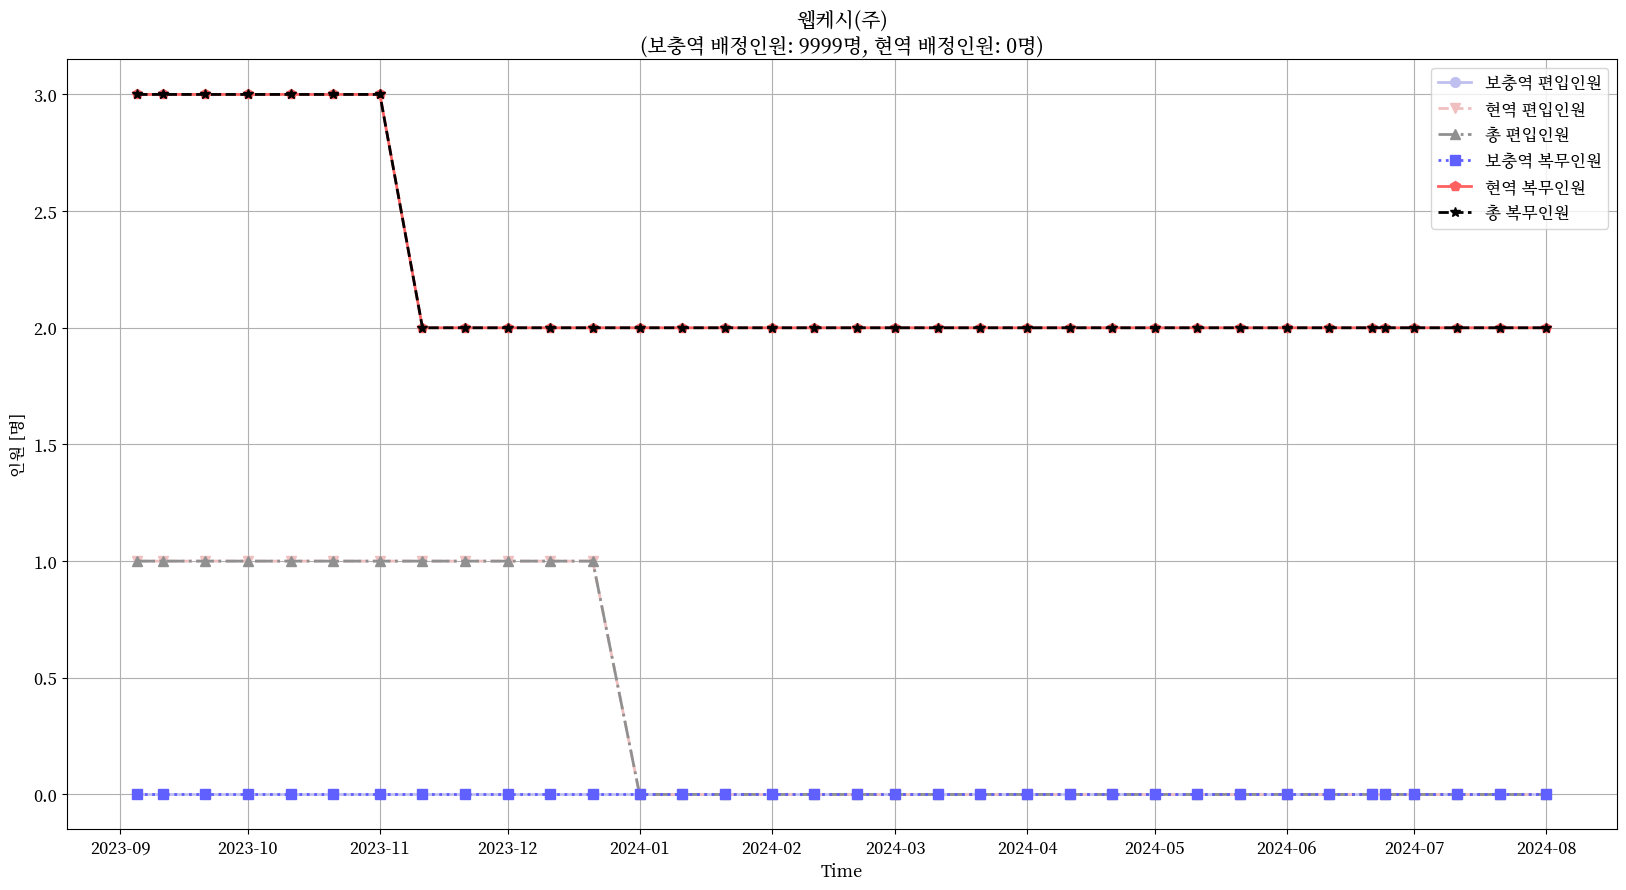 웹케시(주)
(보충역 배정인원: 9999명, 현역 배정인원: 0명)
보충역 편입인원
현역 편입인원
총 편입인원
보충역 복무인원
현역 복무인원
총 복무인원
인원 [명]
3.0
2.5
2.0
1.5
1.0
0.5
0.0
2023-09 2023-10 2023-11 2023-12 2024-01 2024-02 2024-03 2024-04 2024-05 2024-06 2024-07 2024-08
Time